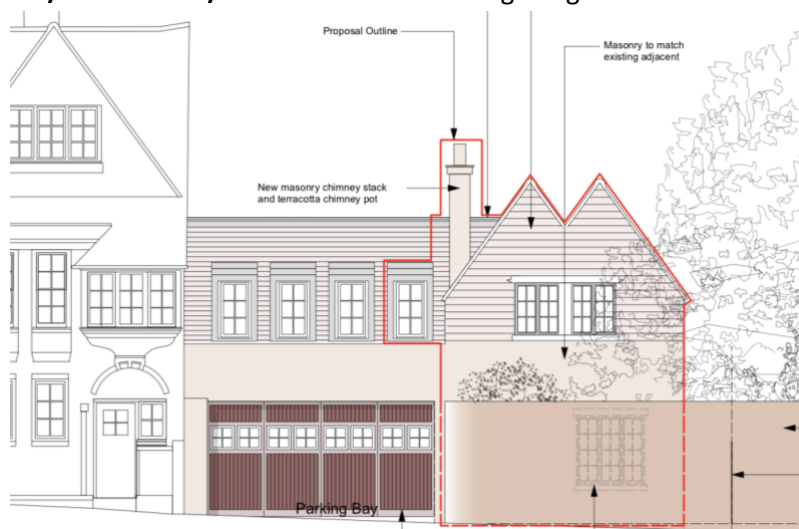 Proposal Outline
Masonry to match
existing adjacent
New masonry chimney stack
and terracotta chimney pot
Parking Bay